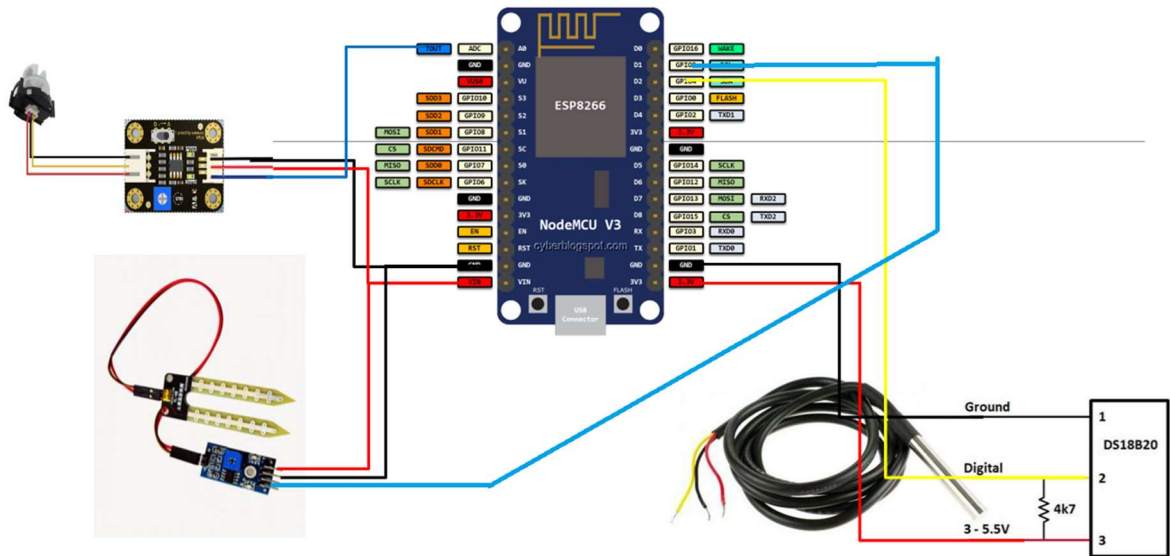 TOUT ADC A0 D0 GPIO16 WAKE
GND GND D1
VUSB VU D2 GPIO4 SDA
SDD3 GPIO10 S3 D3 GPIO0 FLASH
SDD2 GPIO9 S2 D4 GPIO2 TXD1
MOSI SDD1 GPIO8 S1 3V3 3.3V
CS SDCMD GPIO11 SC GND GND
MISO SDD0 GPIO7 S0 D5 GPIO14 SCLK
SCLK SDCLK GPIO6 SK D6 GPIO12 MISO
GND GND D7 GPIO13 MOSI RXD2
3.3V 3V3 D8 GPIO15 CS TXD2
EN EN RX GPIO3 RXD0
RST RST TX GPIO1 TXD0
GND GND GND GND
VIN VIN 3V3 3.3V
ESP8266
NodeMCU V3
cyberblogspot.com
RST FLASH
USB
Connector
Ground 1
DS18B20
Digital 2
4k7
3 - 5.5V 3